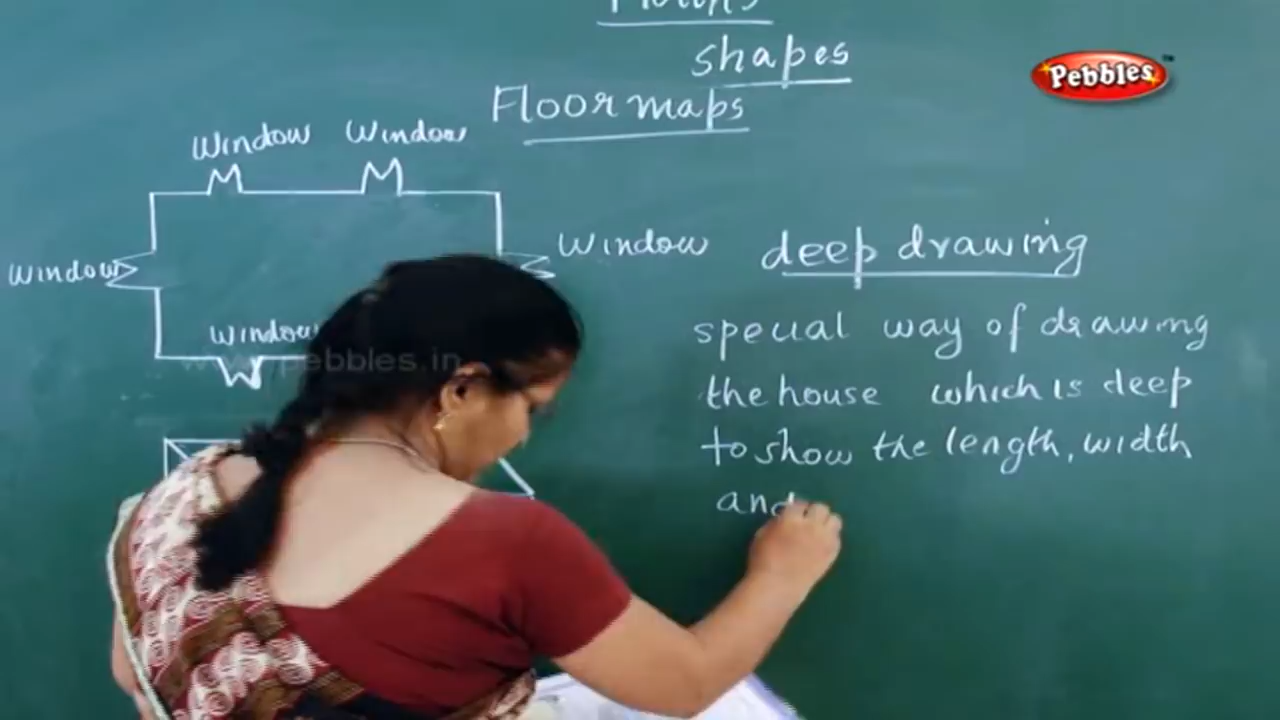 shapes
Pebbles™
Floor maps
Window Window
Window
deep drawing
Window
special way of drawing
Window
the house which is deep
www.pebbles.in
to show the length, width
and